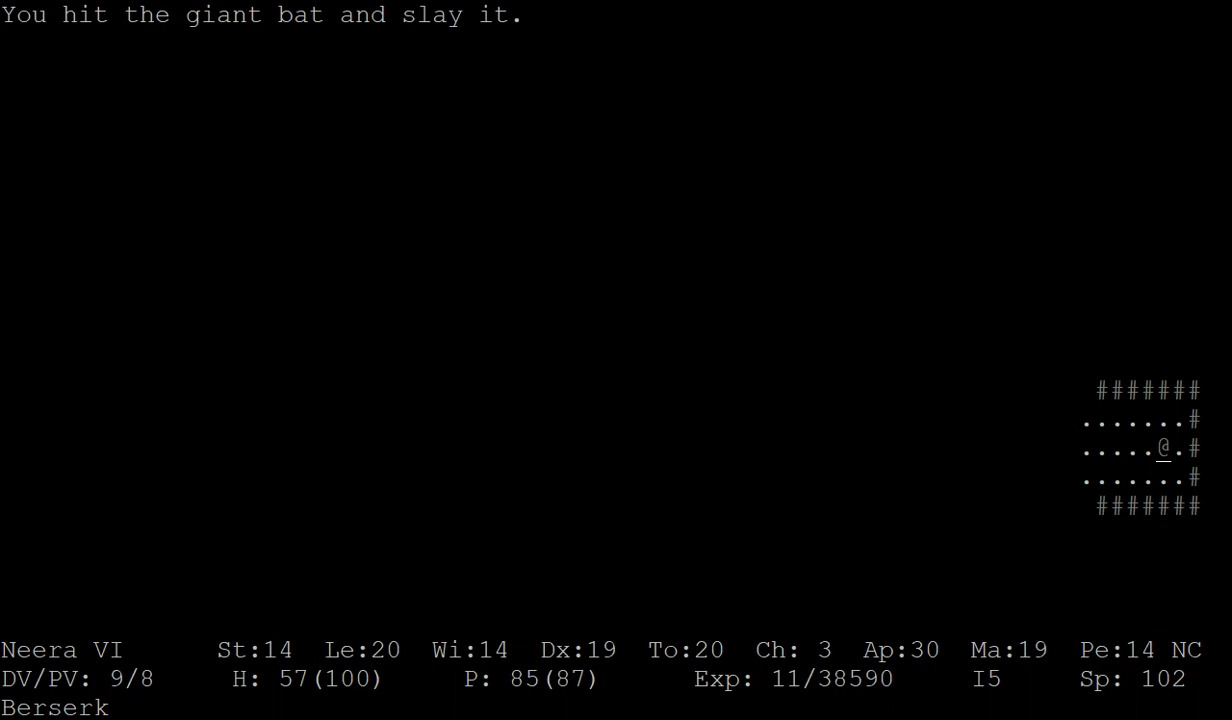 You hit the giant bat and slay it.
#######
.......#
.....@.#
.......#
#######
Neera VI St:14 Le:20 Wi:14 Dx:19 To:20 Ch: 3 Ap:30 Ma:19 Pe:14 NC
DV/PV: 9/8 H: 57(100) P: 85(87) Exp: 11/38590 I5 Sp: 102
Berserk